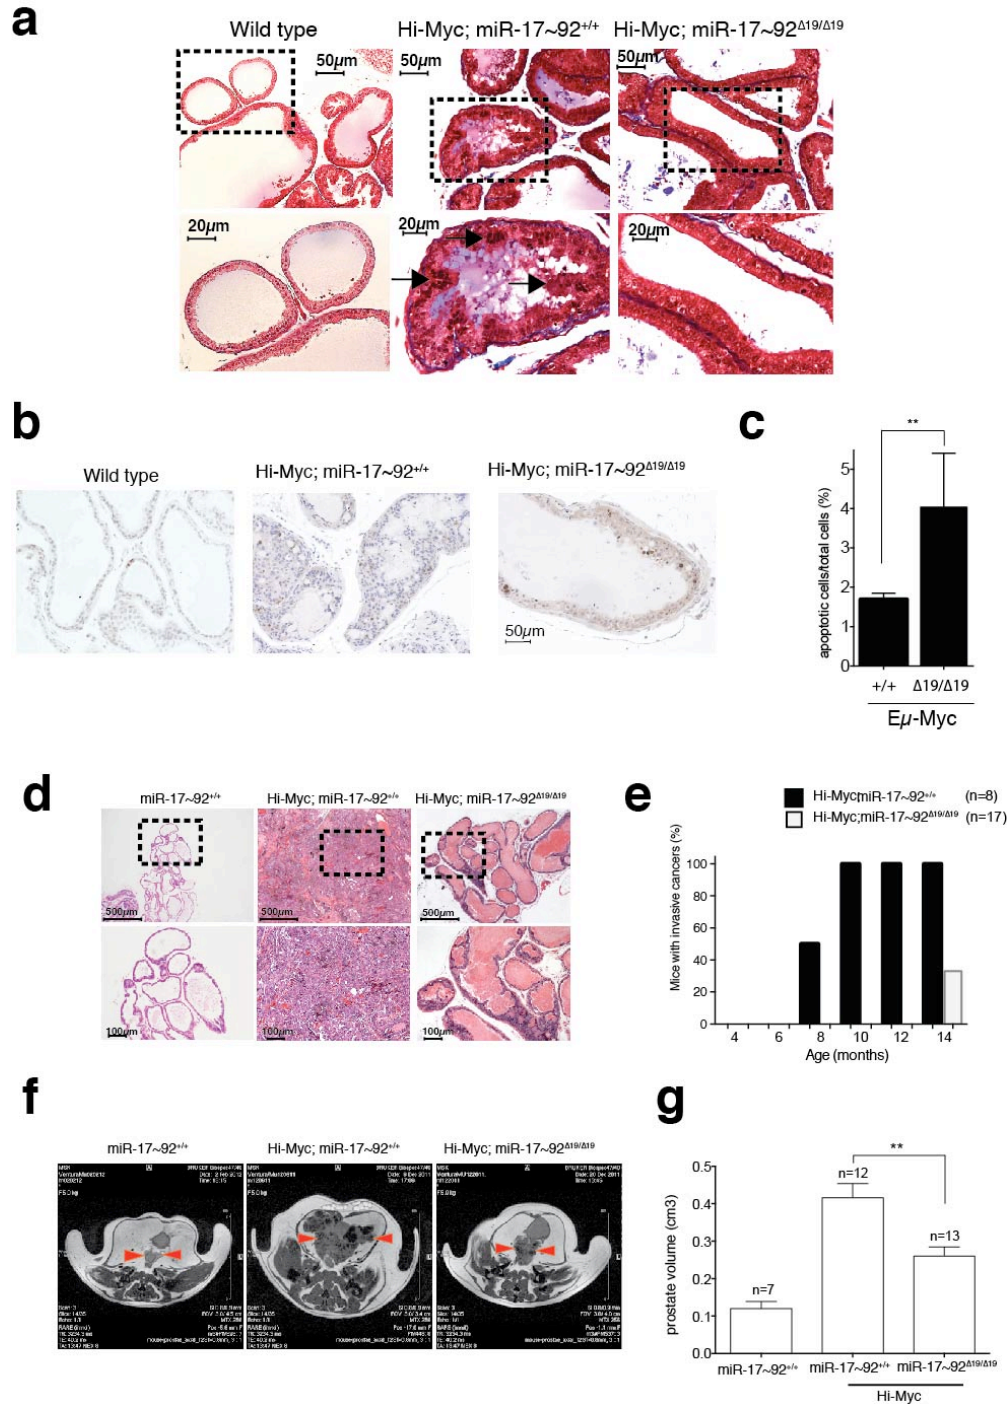 a
Wild type
Hi-Myc; miR-17~92+/+
Hi-Myc; miR-17~92Δ19/Δ19
50µm
50µm
50µm
20µm
20µm
20µm
b
Wild type
Hi-Myc; miR-17~92+/+
Hi-Myc; miR-17~92Δ19/Δ19
50µm
c
**
apoptotic cells/total cells (%)
5
4
3
2
1
0
+/+ Δ19/Δ19
Eµ-Myc
d
miR-17~92+/+
Hi-Myc; miR-17~92+/+
Hi-Myc; miR-17~92Δ19/Δ19
500µm
500µm
500µm
100µm
100µm
100µm
e
Hi-Myc;miR-17~92+/+ (n=8)
Hi-Myc;miR-17~92Δ19/Δ19 (n=17)
Mice with invasive cancers (%)
100
80
60
40
20
0
4 6 8 10 12 14
Age (months)
f
miR-17~92+/+
Hi-Myc; miR-17~92+/+
Hi-Myc; miR-17~92Δ19/Δ19
g
**
prostate volume (cm3)
0.5
0.4
0.3
0.2
0.1
0.0
n=7
n=12
n=13
miR-17~92+/+ miR-17~92+/+ miR-17~92Δ19/Δ19
Hi-Myc